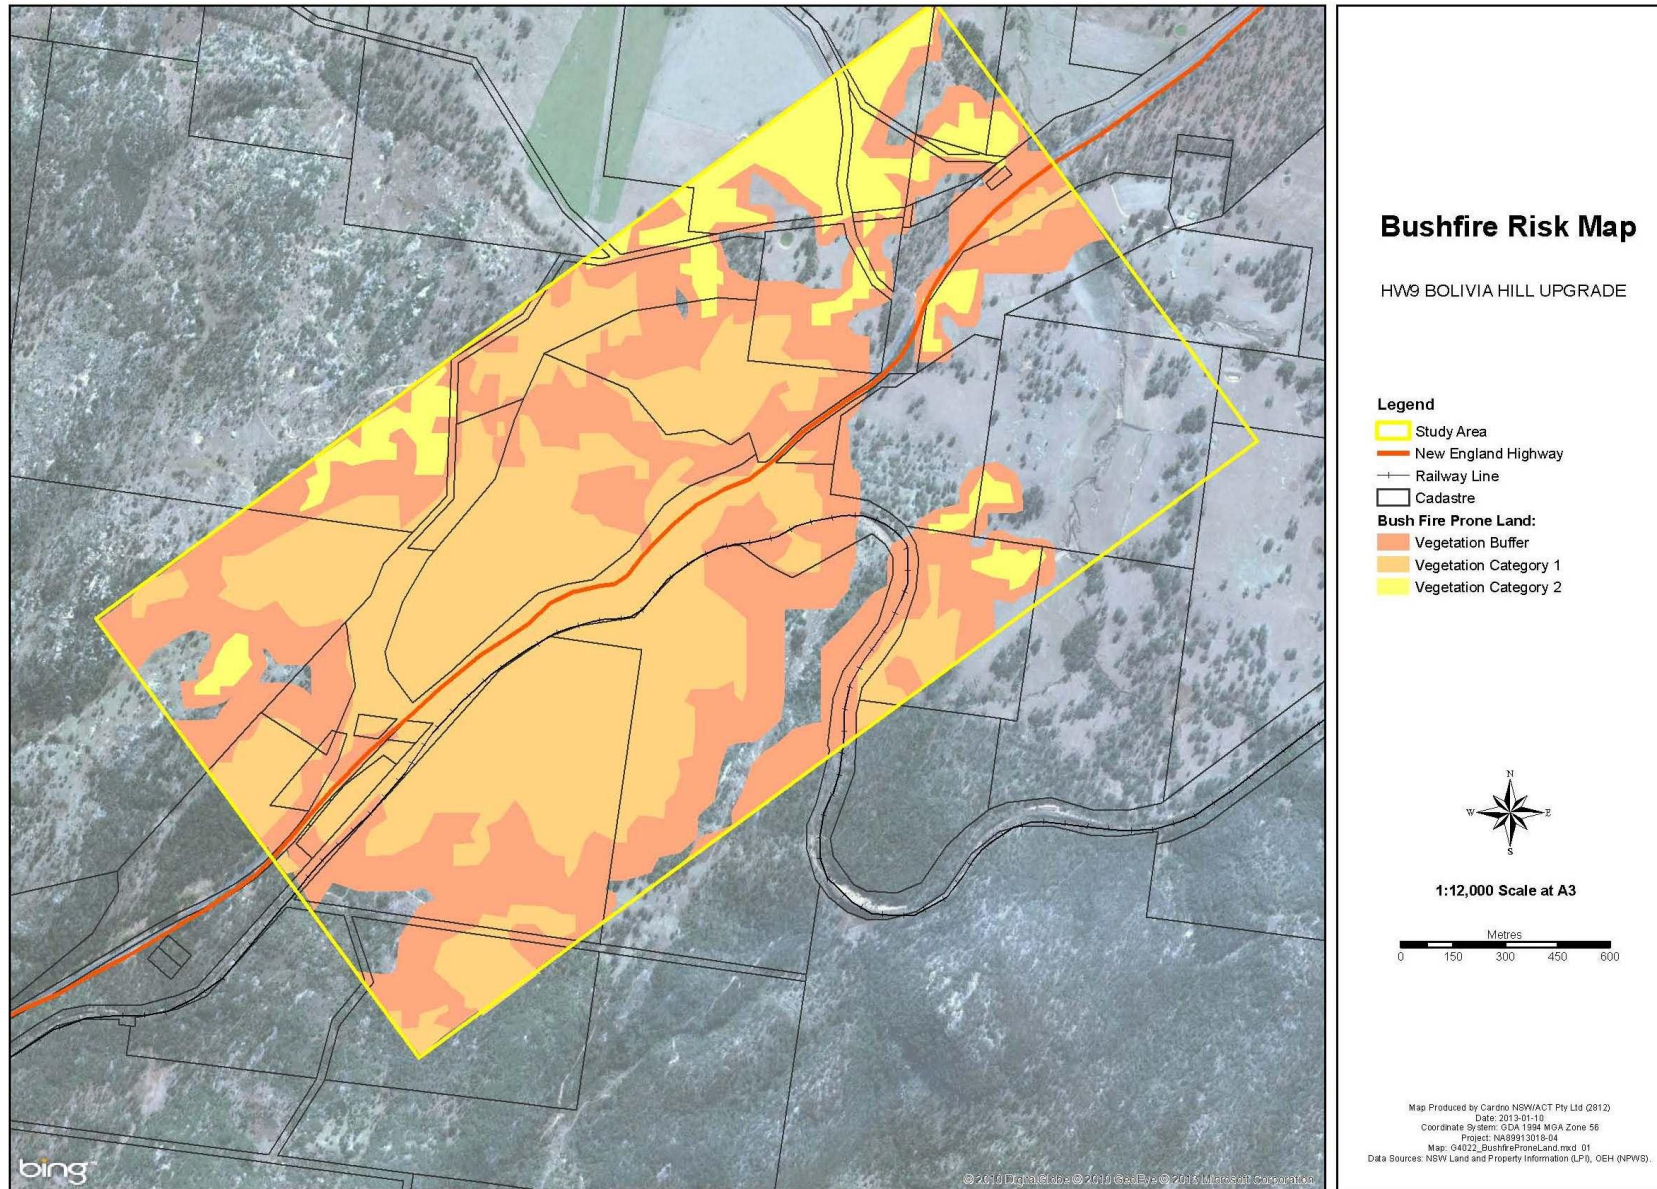 Bushfire Risk Map
HW9 BOLIVIA HILL UPGRADE
Legend
Study Area
New England Highway
Railway Line
Cadastre
Bush Fire Prone Land:
Vegetation Buffer
Vegetation Category 1
Vegetation Category 2
N
W E
S
1:12,000 Scale at A3
Metres
0 150 300 450 600
Map Produced by Cardno NSW/ACT Pty Ltd (2812)
Date: 2013-01-10
Coordinate System: GDA 1994 MGA Zone 56
Project: NA89913018-04
Map: G4022_BushfireProneLand.mxd 01
Data Sources: NSW Land and Property Information (LPI), OEH (NPWS).
bing™
© 2010 DigitalGlobe © 2010 GeoEye © 2013 Microsoft Corporation